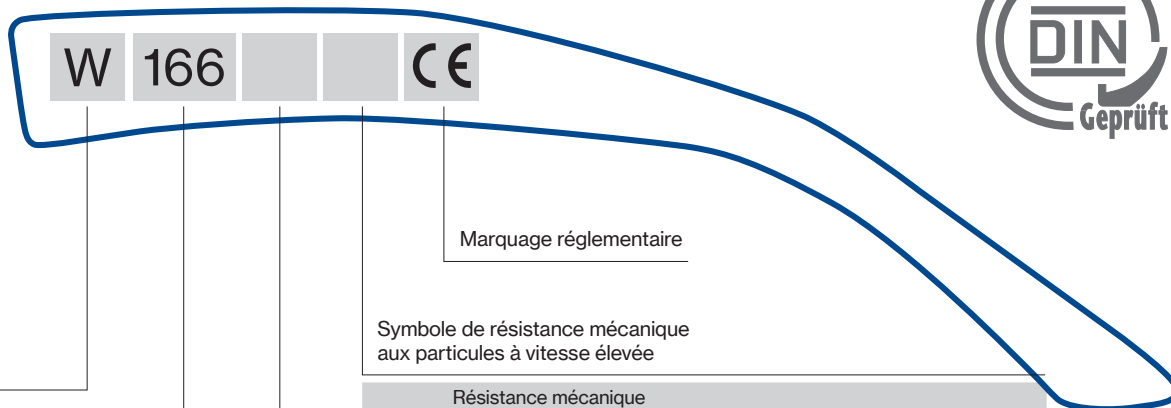 W 166 CE
DIN
Geprüft
Marquage réglementaire
Symbole de résistance mécanique
aux particules à vitesse élevée
Résistance mécanique